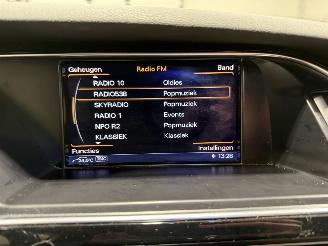 Geheugen Radio FM Band
RADIO 10 Oldies
RADIO538 Popmuziek
SKYRADIO Popmuziek
RADIO 1 Events
NPO R2 Popmuziek
KLASSIEK Klassiek
Functies Instellingen
13:26